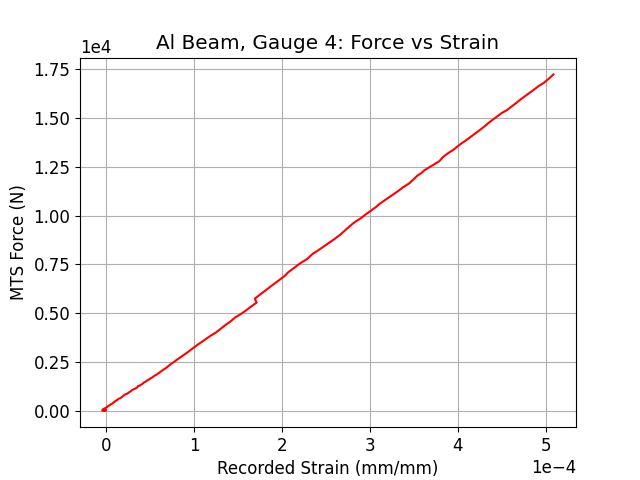 Al Beam, Gauge 4: Force vs Strain
1e4
1.75
1.50
1.25
1.00
0.75
0.50
0.25
0.00
MTS Force (N)
0 1 2 3 4 5
Recorded Strain (mm/mm)
1e−4